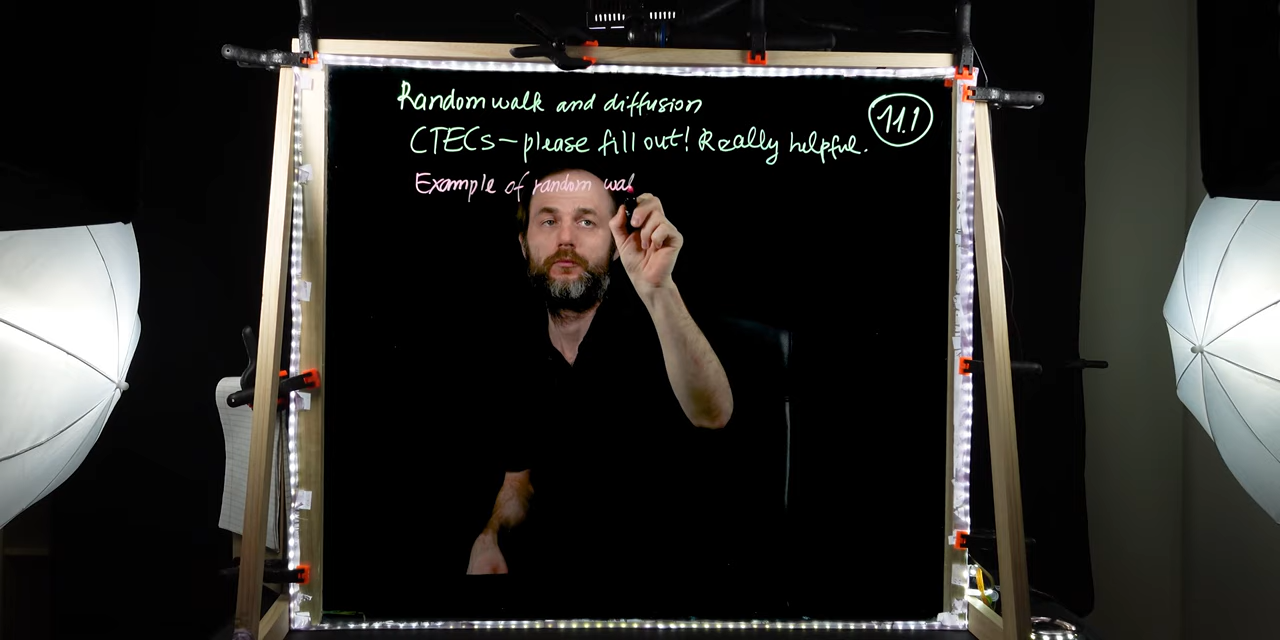 Random walk and diffusion
11.1
CTECs – please fill out! Really helpful.
Example of random wal